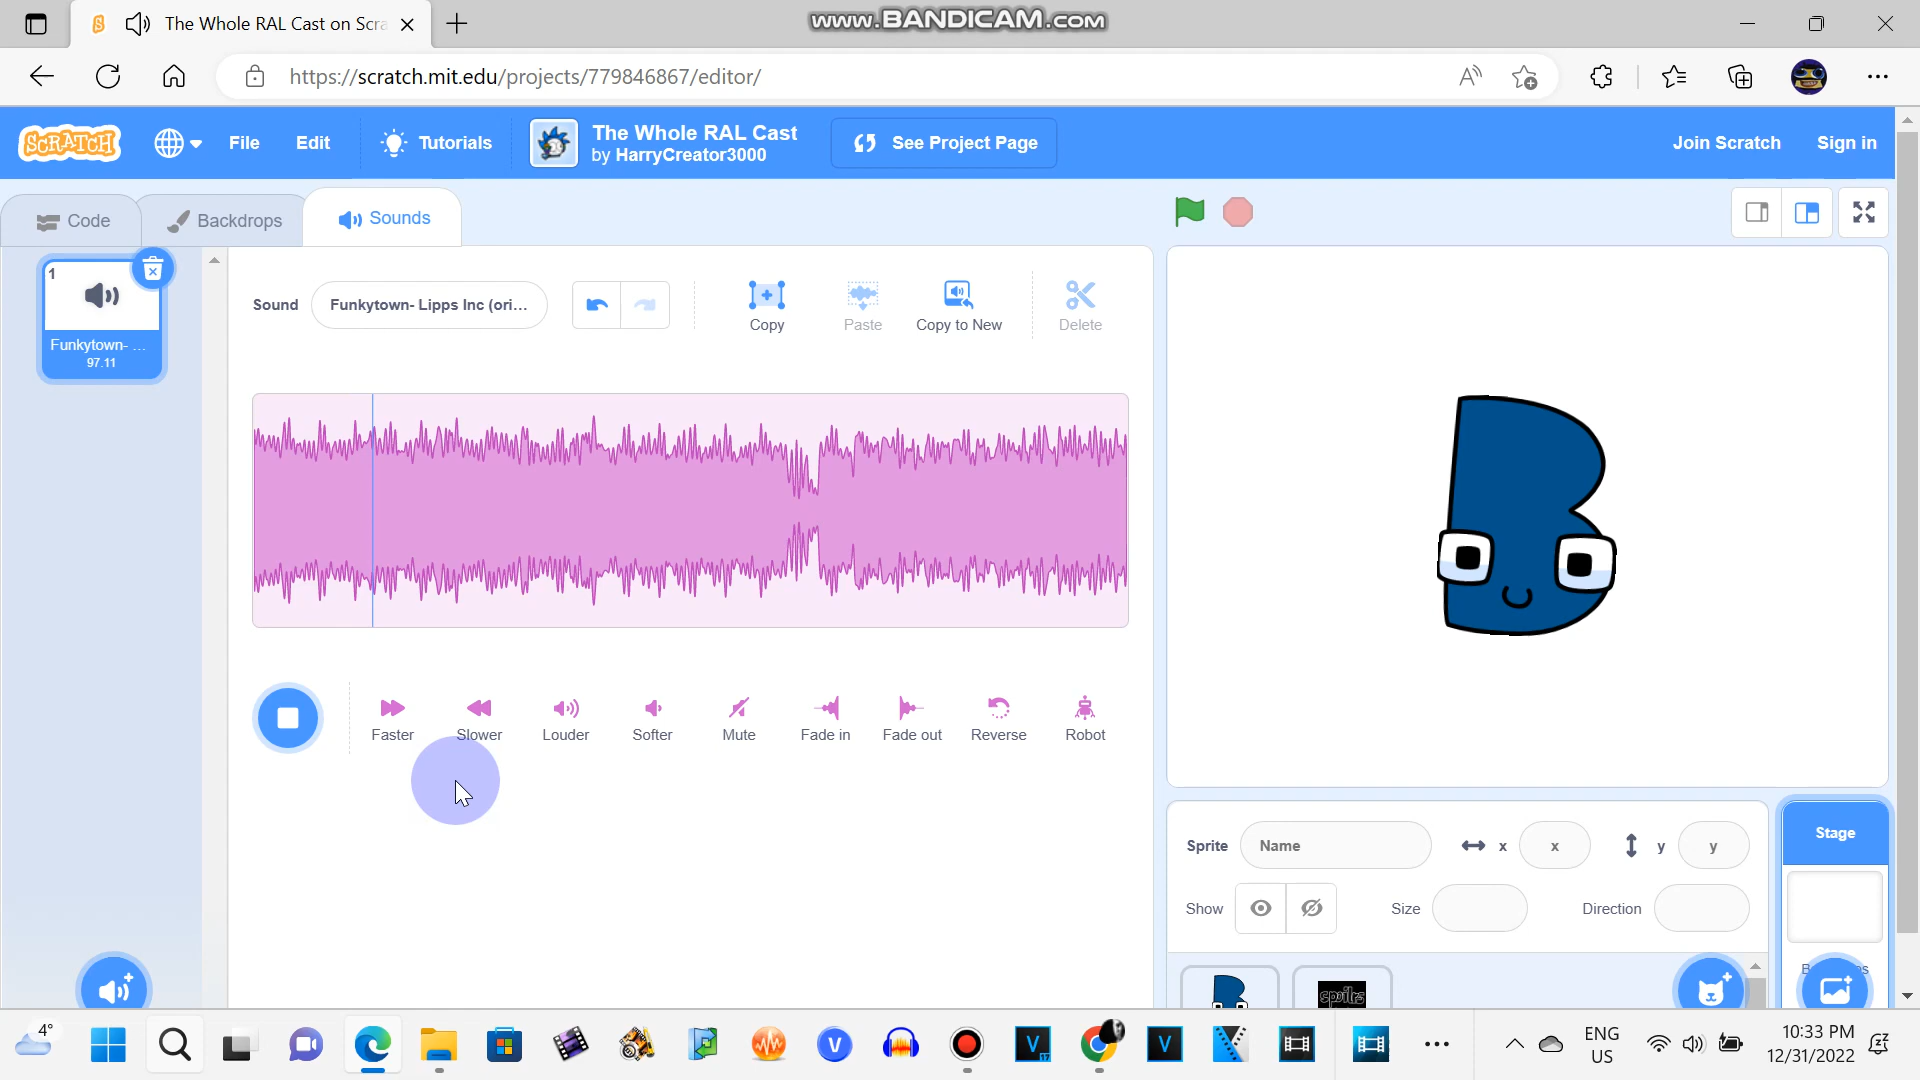 The Whole RAL Cast on Scra
www.BANDICAM.com
https://scratch.mit.edu/projects/779846867/editor/
SCRATCH
File
Edit
Tutorials
The Whole RAL Cast
by HarryCreator3000
See Project Page
Join Scratch
Sign in
Code
Backdrops
Sounds
1
Funkytown- ...
97.11
Sound
Funkytown- Lipps Inc (ori...
Copy
Paste
Copy to New
Delete
Faster
Slower
Louder
Softer
Mute
Fade in
Fade out
Reverse
Robot
Sprite
Name
x
x
y
y
Show
Size
Direction
Stage
spoilrs
4°
ENG
US
10:33 PM
12/31/2022